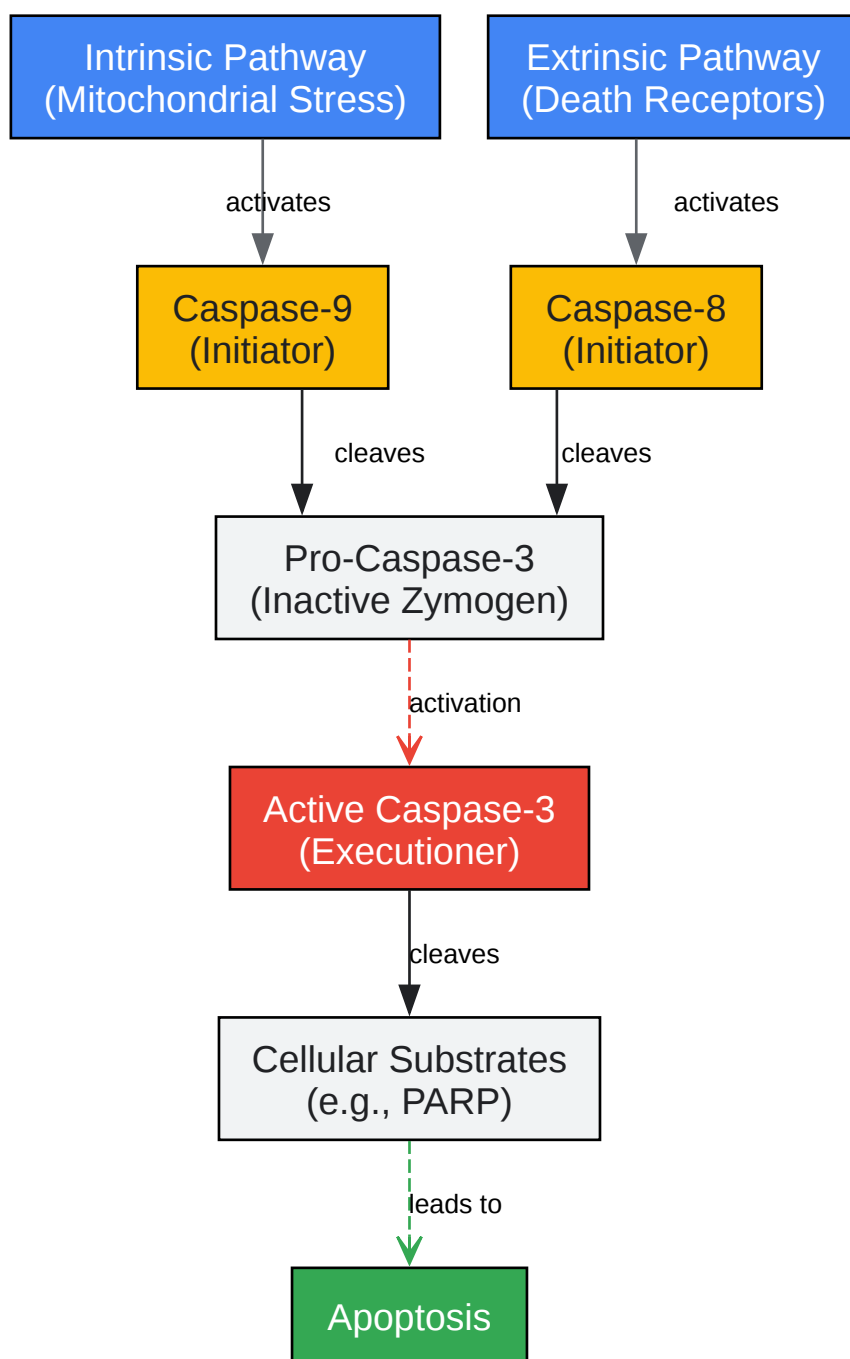 Intrinsic Pathway
(Mitochondrial Stress)
Extrinsic Pathway
(Death Receptors)
activates
activates
Caspase-9
(Initiator)
Caspase-8
(Initiator)
cleaves
cleaves
Pro-Caspase-3
(Inactive Zymogen)
activation
Active Caspase-3
(Executioner)
cleaves
Cellular Substrates
(e.g., PARP)
leads to
Apoptosis